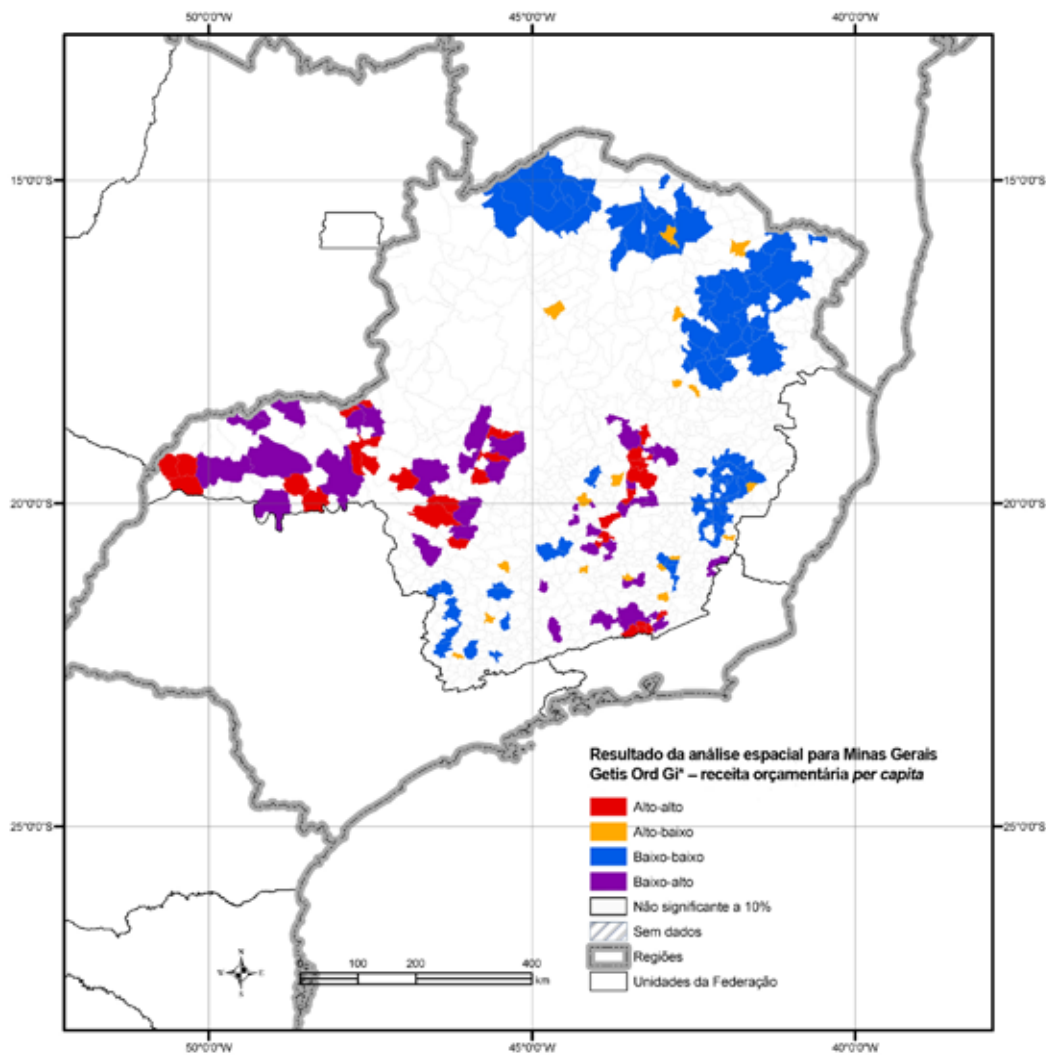 50°0'0"W 45°0'0"W 40°0'0"W
15°0'0"S 15°0'0"S
20°0'0"S 20°0'0"S
Resultado da análise espacial para Minas Gerais
Getis Ord Gi* – receita orçamentária per capita
Alto-alto
Alto-baixo
25°0'0"S 25°0'0"S
Baixo-baixo
Baixo-alto
Não significante a 10%
Sem dados
Regiões
Unidades da Federação
N
W E
S
0 100 200 400
km
50°0'0"W 45°0'0"W 40°0'0"W